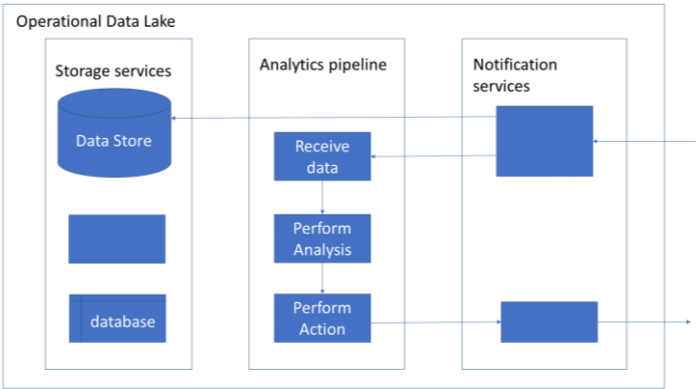 Operational Data Lake
Storage services
Data Store
database
Analytics pipeline
Receive
data
Perform
Analysis
Perform
Action
Notification
services